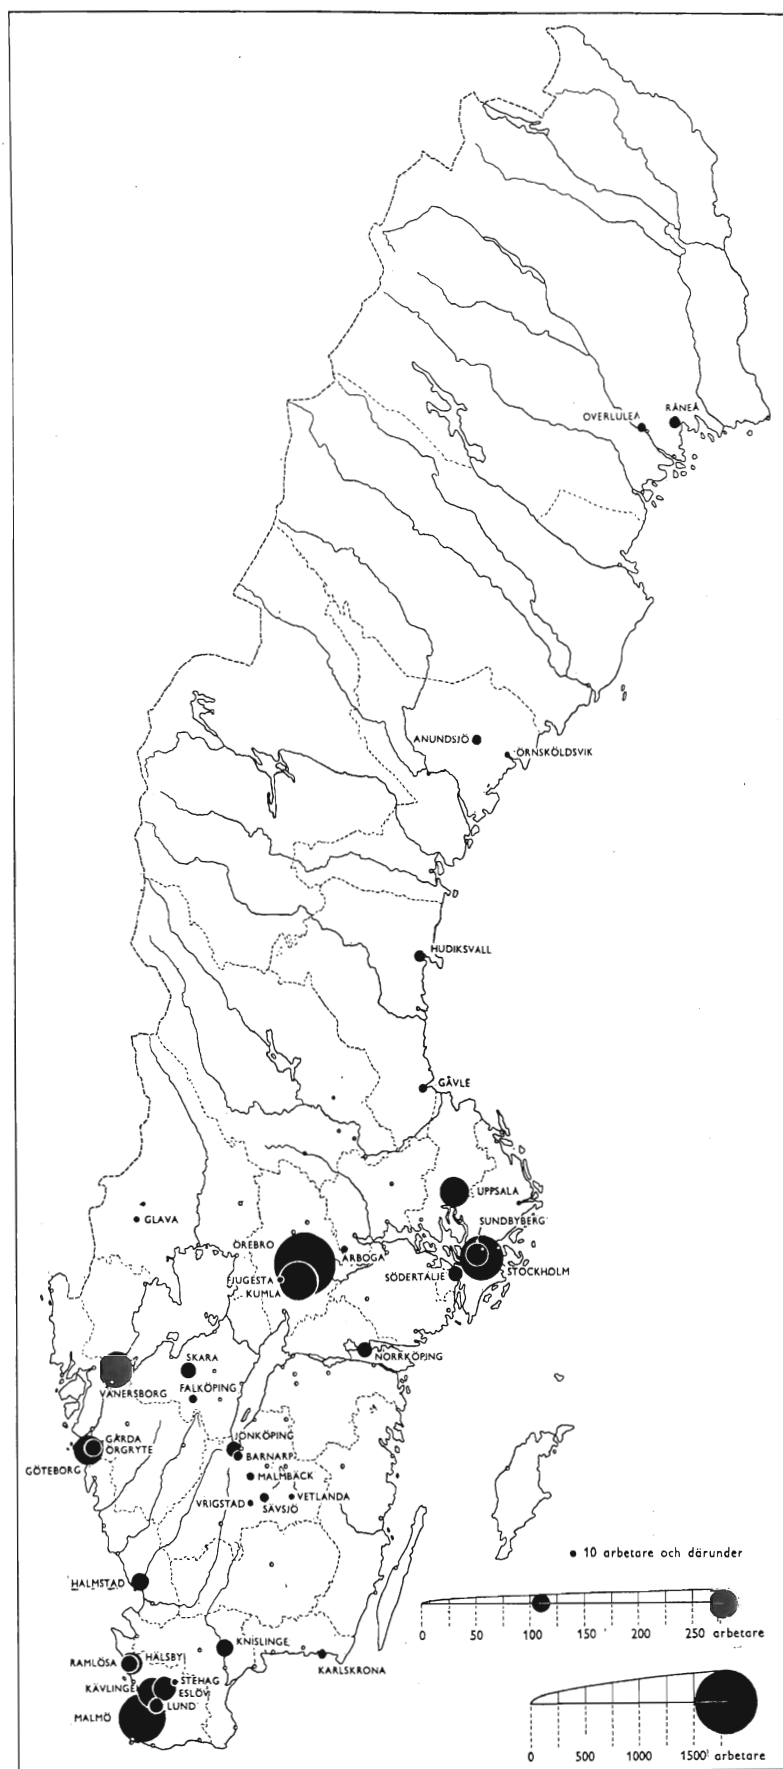 OVERLULEA
RÅNEÅ
ANUNDSJÖ
ÖRNSKÖLDSVIK
HUDIKSVALL
GÄVLE
UPPSALA
SUNDBYBERG
GLAVA
ÖREBRO
ARBOGA
STOCKHOLM
FJUGESTA
SÖDERTÄLJE
KUMLA
NORRKÖPING
SKARA
VÄNERSBORG
FALKÖPING
GÅRDA
JÖNKÖPING
ÖRGRYTE
BARNARP
GÖTEBORG
MALMBÄCK
VRIGSTAD
VETLANDA
SÄVSJÖ
10 arbetare och därunder
HALMSTAD
0 50 100 150 200 250 arbetare
KNISLINGE
HÄLSBY
RAMLÖSA
KARLSKRONA
STEHAG
KÄVLINGE
ESLÖV
LUND
MALMÖ
0 500 1000 1500 arbetare